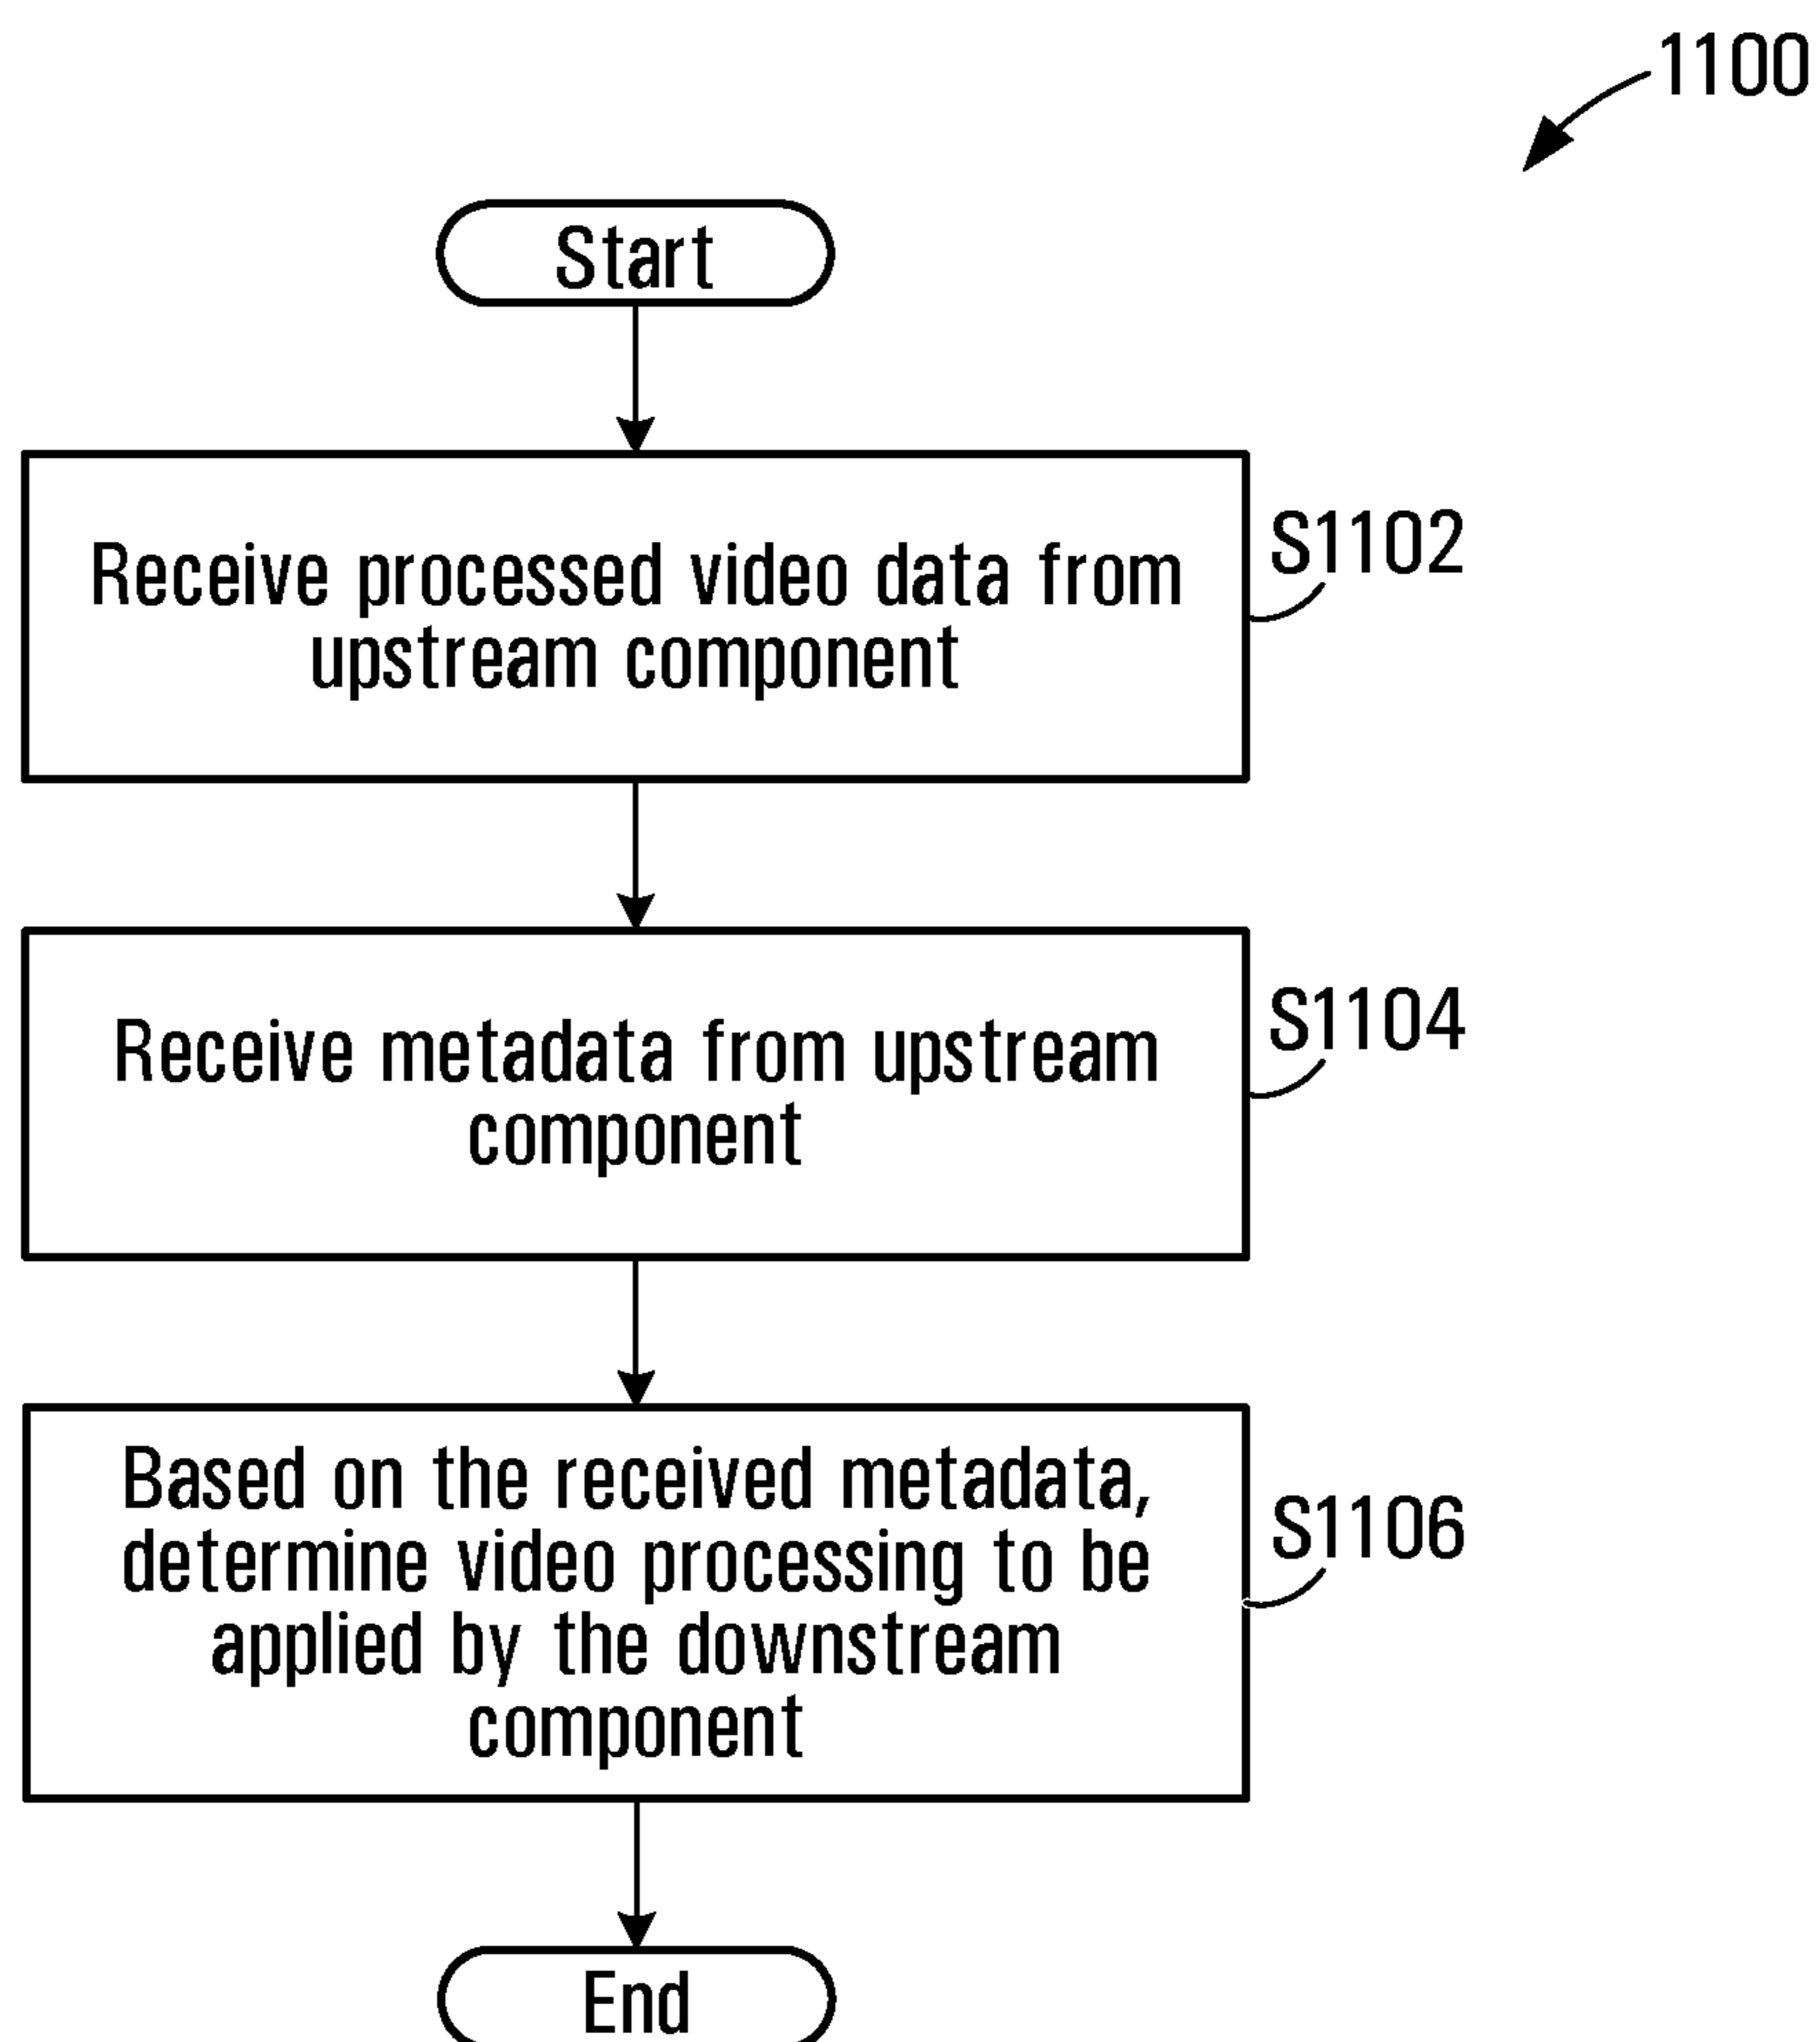 1100
Start
Receive processed video data from
upstream component
S1102
Receive metadata from upstream
component
S1104
Based on the received metadata,
determine video processing to be
applied by the downstream
component
S1106
End